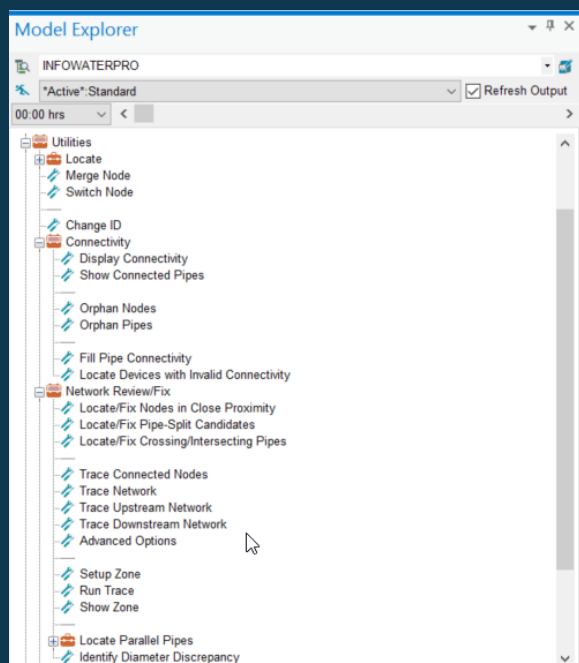 Model Explorer
INFOWATERPRO
*Active*:Standard
Refresh Output
00:00 hrs
Utilities
Locate
Merge Node
Switch Node
Change ID
Connectivity
Display Connectivity
Show Connected Pipes
Orphan Nodes
Orphan Pipes
Fill Pipe Connectivity
Locate Devices with Invalid Connectivity
Network Review/Fix
Locate/Fix Nodes in Close Proximity
Locate/Fix Pipe-Split Candidates
Locate/Fix Crossing/Intersecting Pipes
Trace Connected Nodes
Trace Network
Trace Upstream Network
Trace Downstream Network
Advanced Options
Setup Zone
Run Trace
Show Zone
Locate Parallel Pipes
Identify Diameter Discrepancy